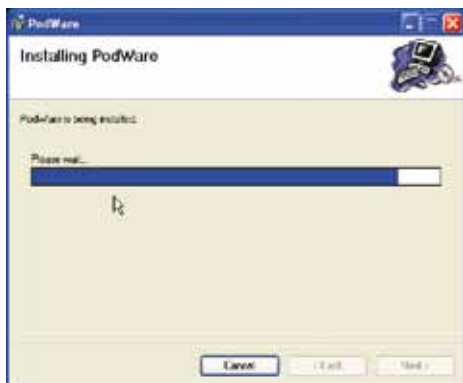 PodWare
Installing PodWare
PodWare is being installed.
Please wait...
Cancel
< Back
Next >